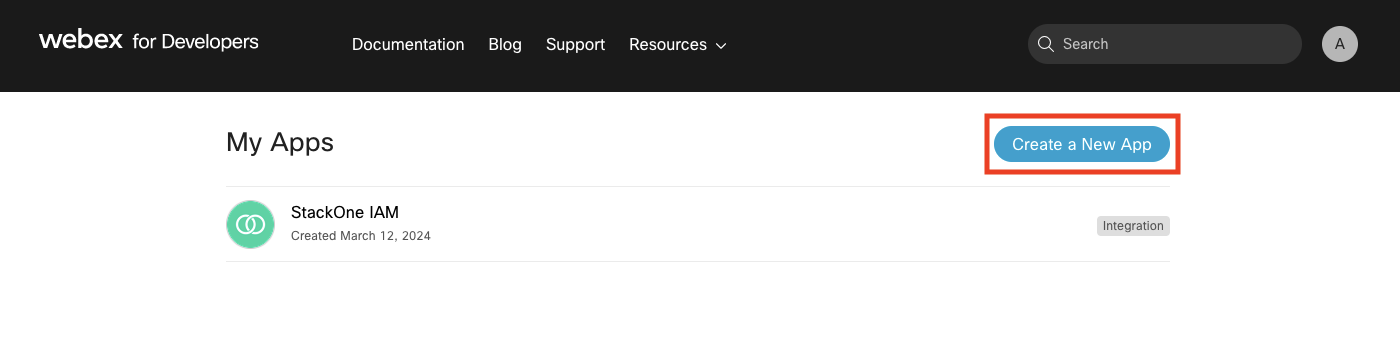 webex for Developers Documentation Blog Support Resources Search A
My Apps Create a New App
StackOne IAM
Created March 12, 2024 Integration